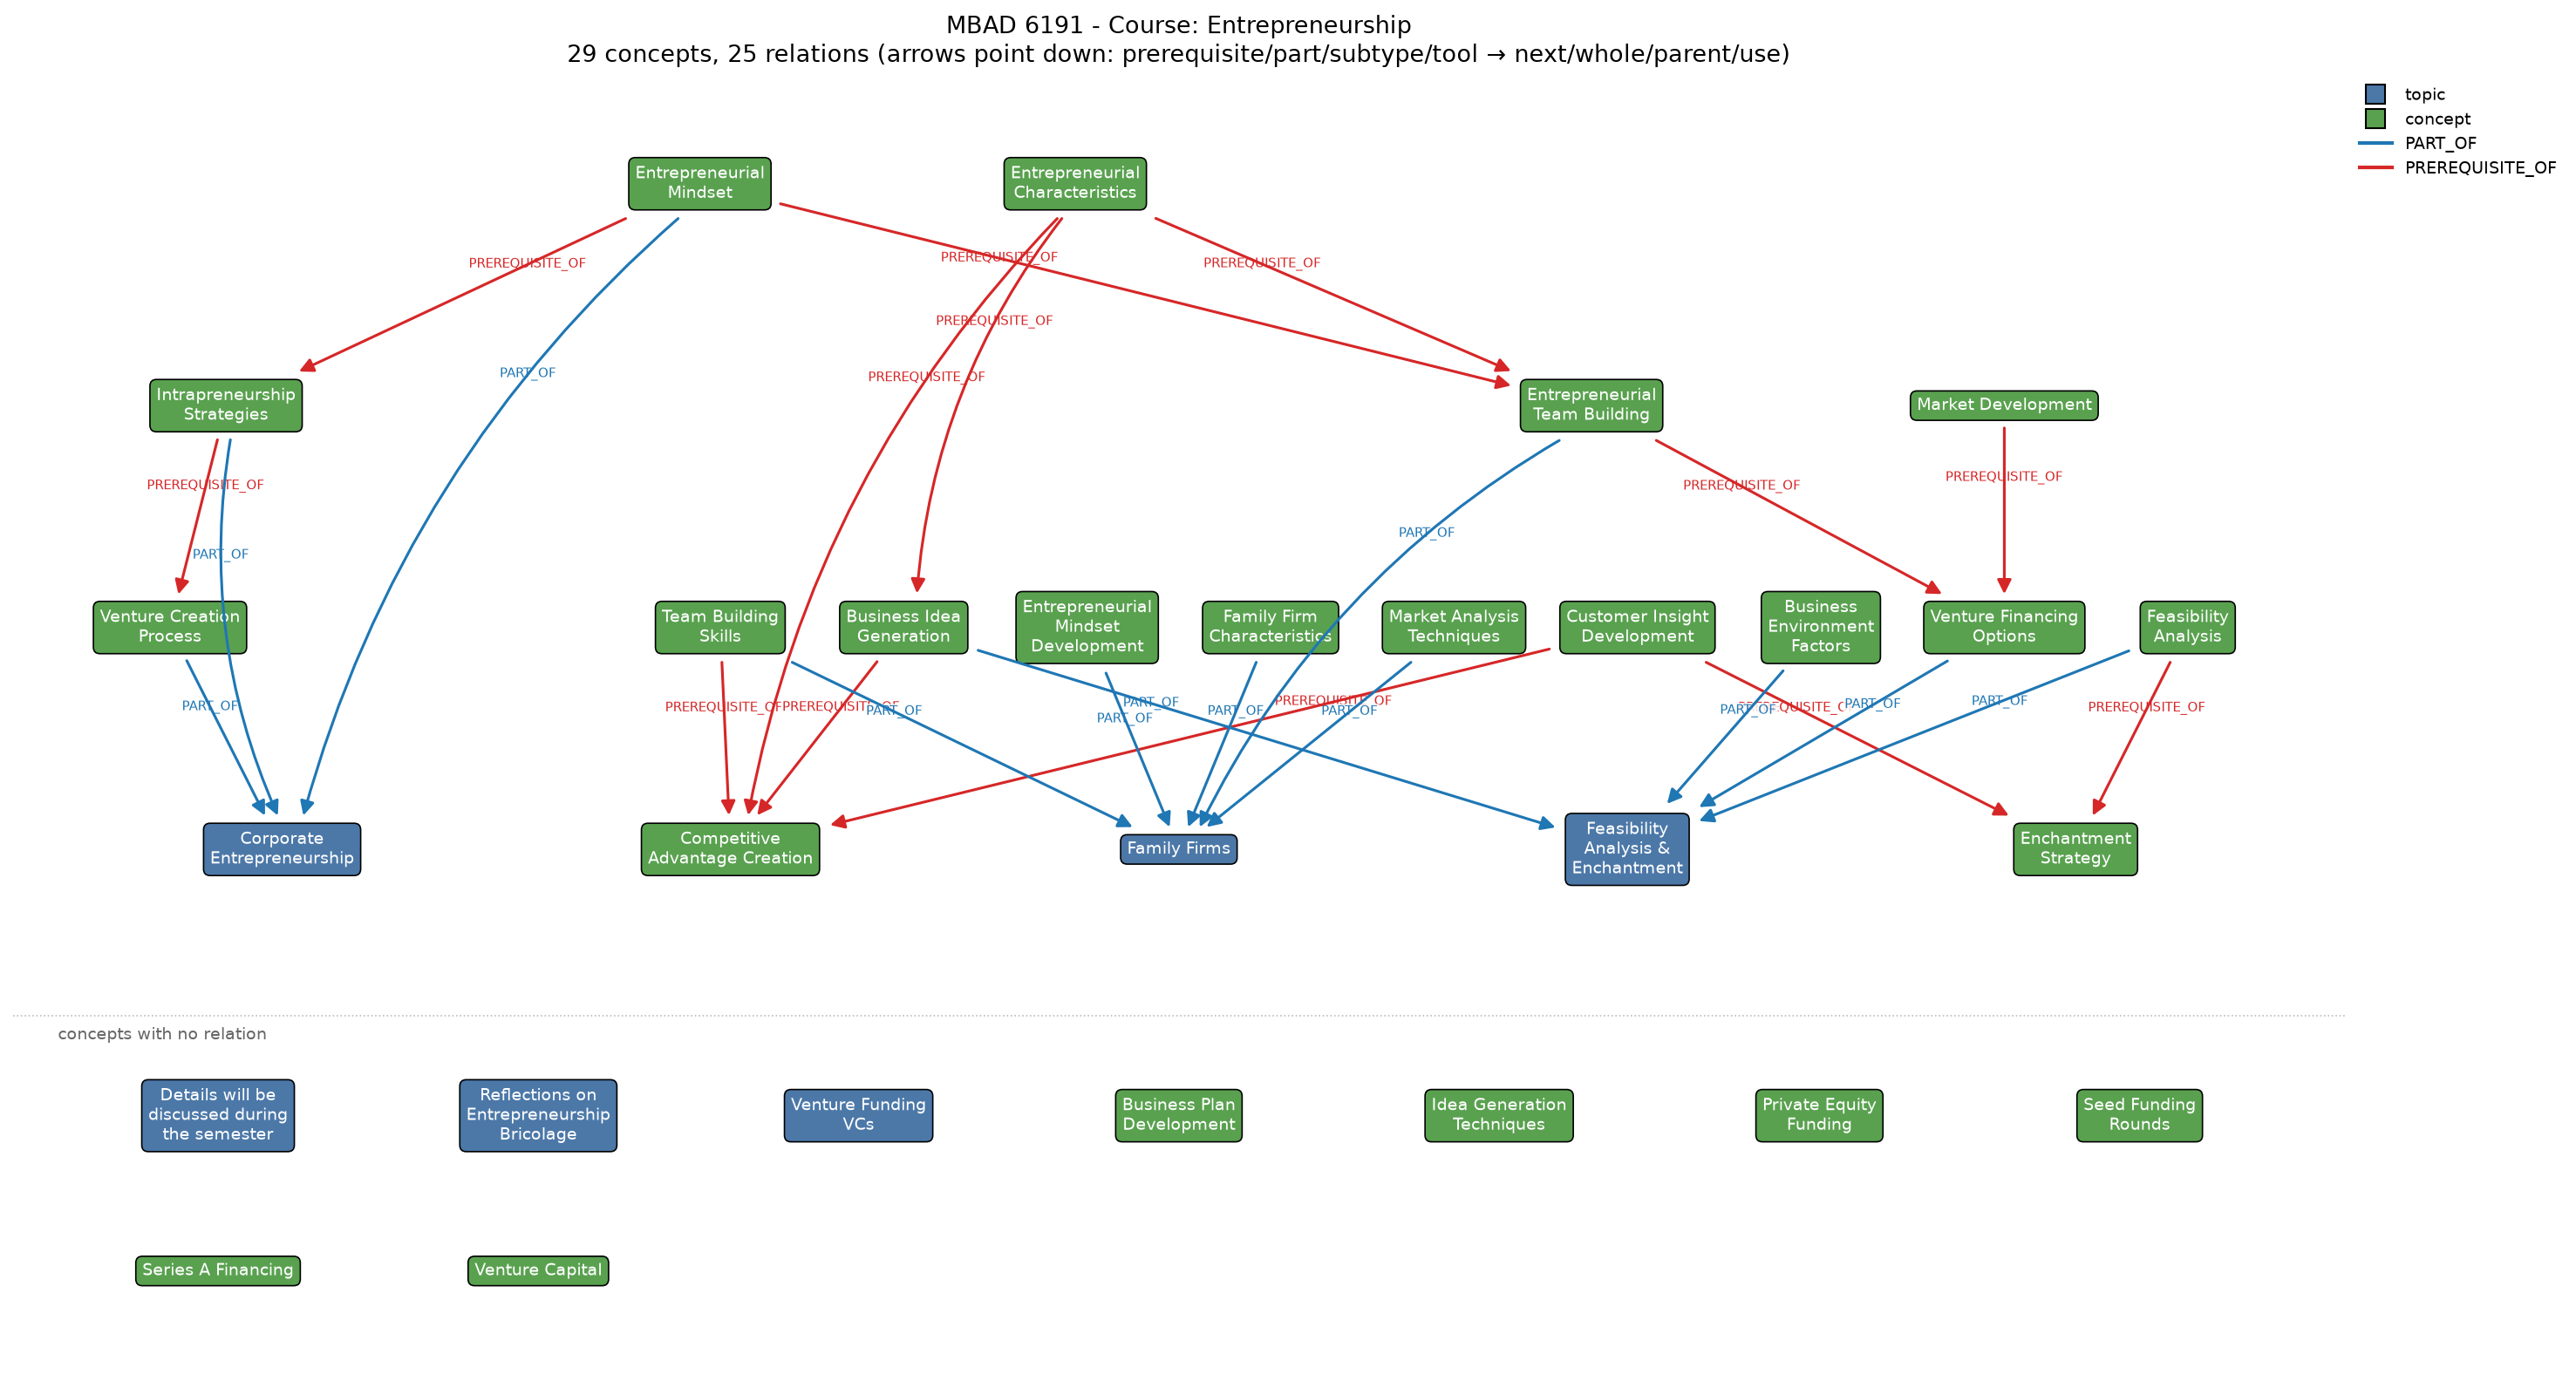 MBAD 6191 - Course: Entrepreneurship
29 concepts, 25 relations (arrows point down: prerequisite/part/subtype/tool → next/whole/parent/use)
topic
concept
PART_OF
PREREQUISITE_OF
Entrepreneurial
Mindset
Entrepreneurial
Characteristics
PREREQUISITE_OF
PREREQUISITE_OF
PREREQUISITE_OF
PREREQUISITE_OF
PART_OF
PREREQUISITE_OF
Intrapreneurship
Strategies
Entrepreneurial
Team Building
Market Development
PREREQUISITE_OF
PREREQUISITE_OF
PREREQUISITE_OF
PART_OF
PART_OF
Venture Creation
Process
Team Building
Skills
Business Idea
Generation
Entrepreneurial
Mindset
Development
Family Firm
Characteristics
Market Analysis
Techniques
Customer Insight
Development
Business
Environment
Factors
Venture Financing
Options
Feasibility
Analysis
PART_OF
PREREQUISITE_OF
PREREQUISITE_OF
PART_OF
PART_OF
PART_OF
PART_OF
PREREQUISITE_OF
PART_OF
PART_OF
PREREQUISITE_OF
PART_OF
PART_OF
PREREQUISITE_OF
Corporate
Entrepreneurship
Competitive
Advantage Creation
Family Firms
Feasibility
Analysis &
Enchantment
Enchantment
Strategy
concepts with no relation
Details will be
discussed during
the semester
Reflections on
Entrepreneurship
Bricolage
Venture Funding
VCs
Business Plan
Development
Idea Generation
Techniques
Private Equity
Funding
Seed Funding
Rounds
Series A Financing
Venture Capital